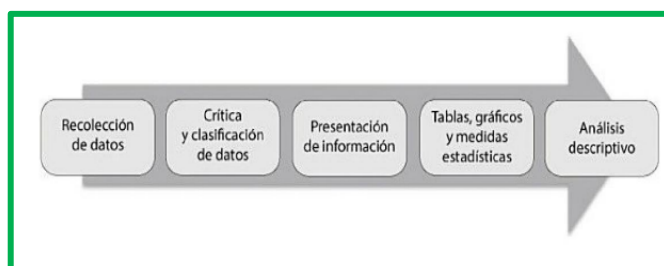 Recolección
de datos
Crítica
y clasificación
de datos
Presentación
de información
Tablas, gráficos
y medidas
estadísticas
Análisis
descriptivo